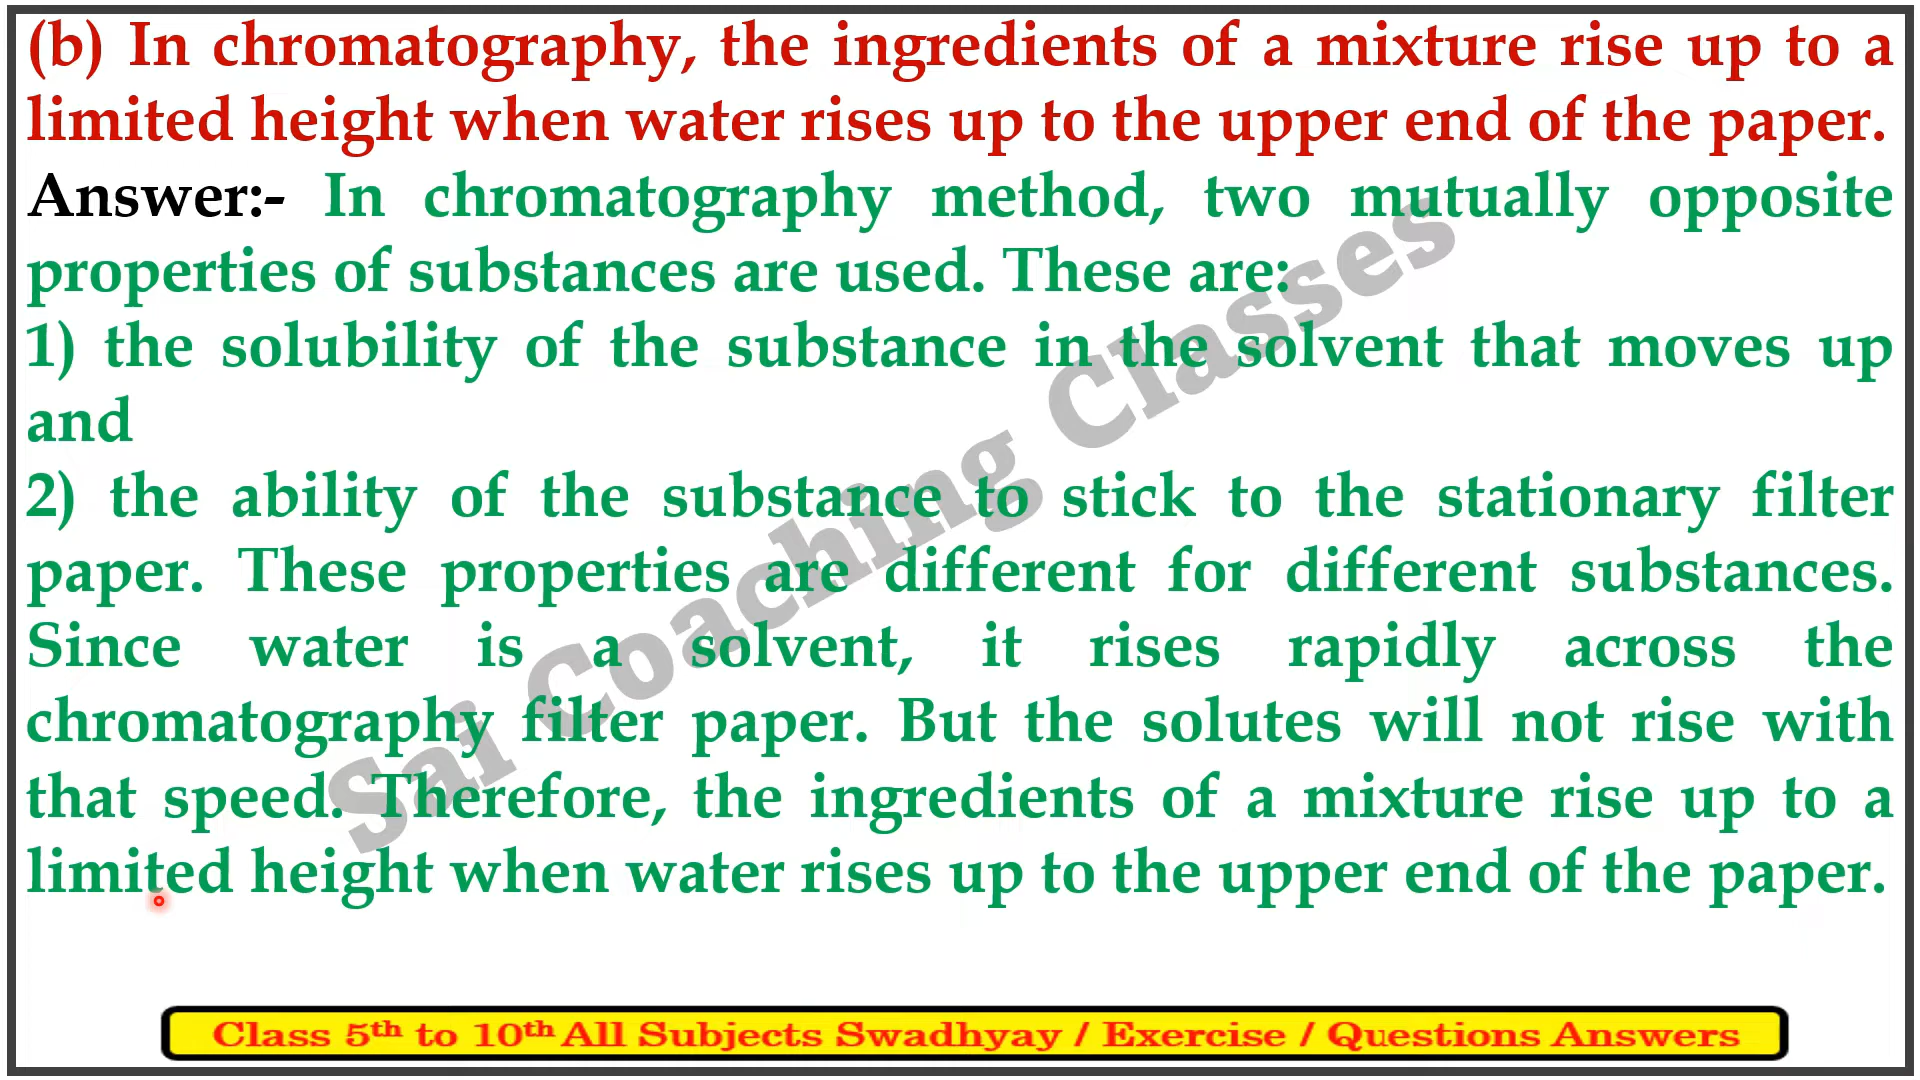 (b) In chromatography, the ingredients of a mixture rise up to a
limited height when water rises up to the upper end of the paper.
Answer:- In chromatography method, two mutually opposite
properties of substances are used. These are:
1) the solubility of the substance in the solvent that moves up
and
2) the ability of the substance to stick to the stationary filter
paper. These properties are different for different substances.
Since water is a solvent, it rises rapidly across the
chromatography filter paper. But the solutes will not rise with
that speed. Therefore, the ingredients of a mixture rise up to a
limited height when water rises up to the upper end of the paper.
Sai Coaching Classes
Class 5th to 10th All Subjects Swadhyay / Exercise / Questions Answers